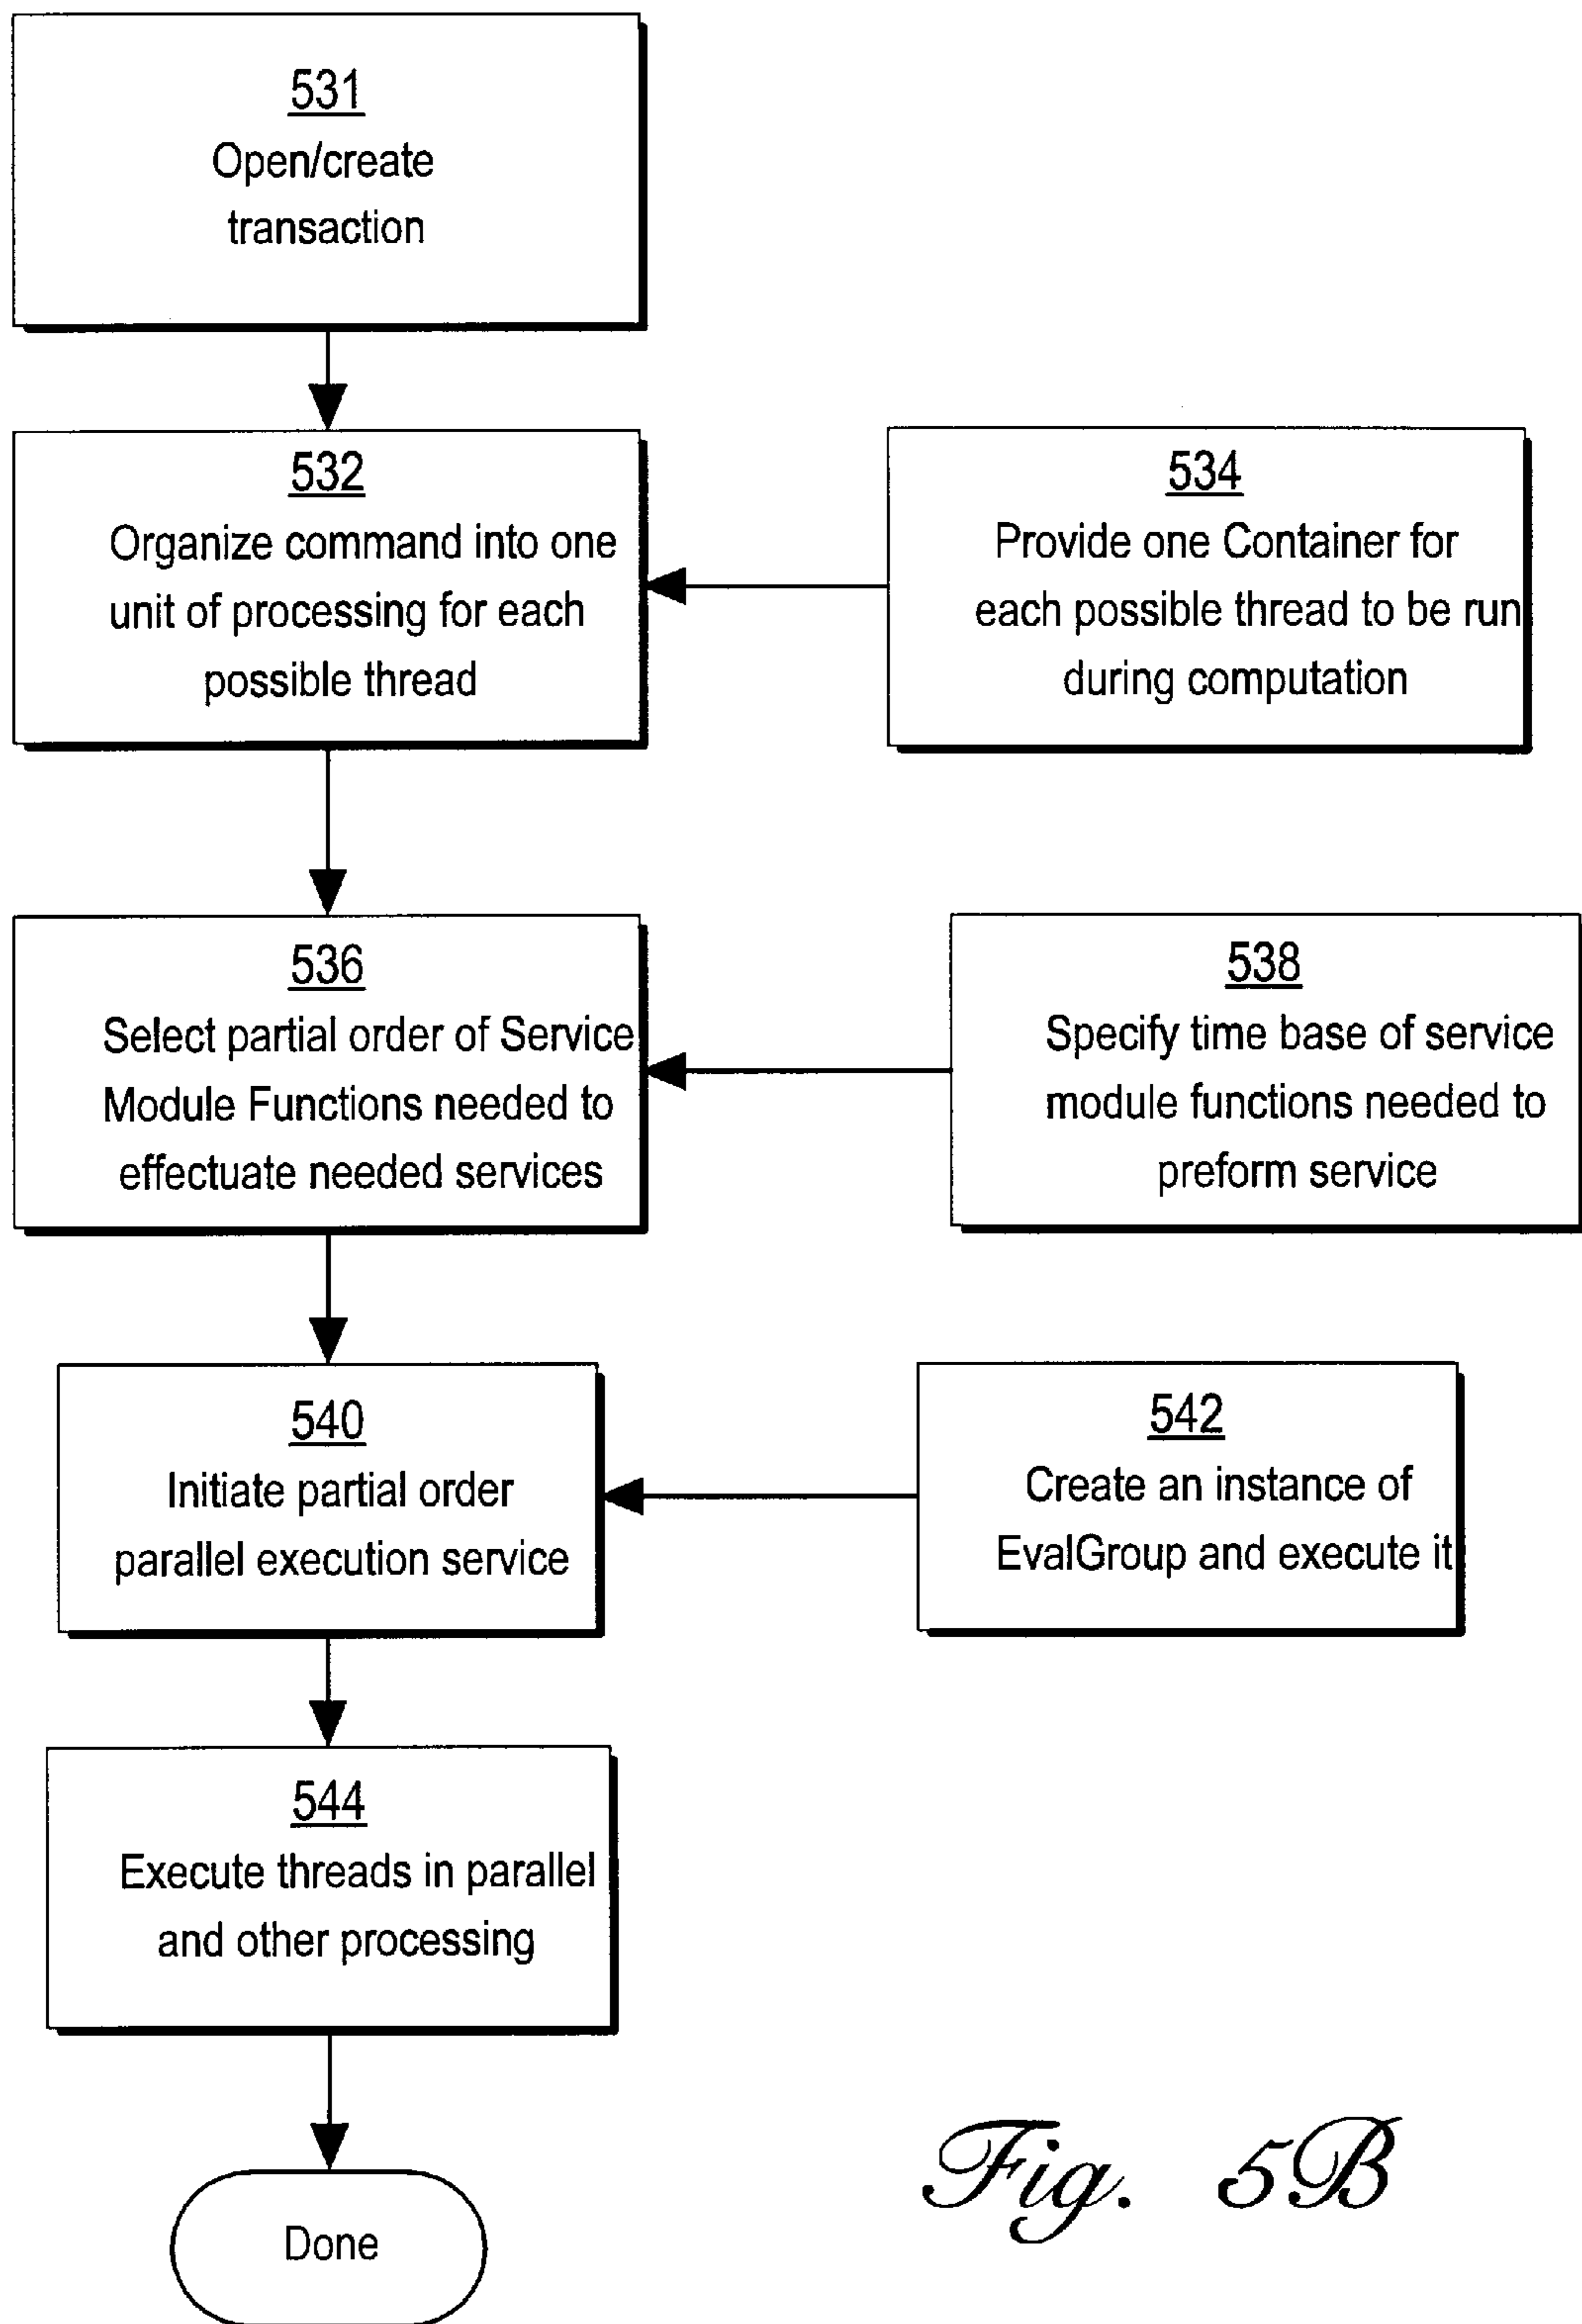 531
Open/create
transaction
532
Organize command into one
unit of processing for each
possible thread
534
Provide one Container for
each possible thread to be run
during computation
536
Select partial order of Service
Module Functions needed to
effectuate needed services
538
Specify time base of service
module functions needed to
preform service
540
Initiate partial order
parallel execution service
542
Create an instance of
EvalGroup and execute it
544
Execute threads in parallel
and other processing
Done
Fig. 5B